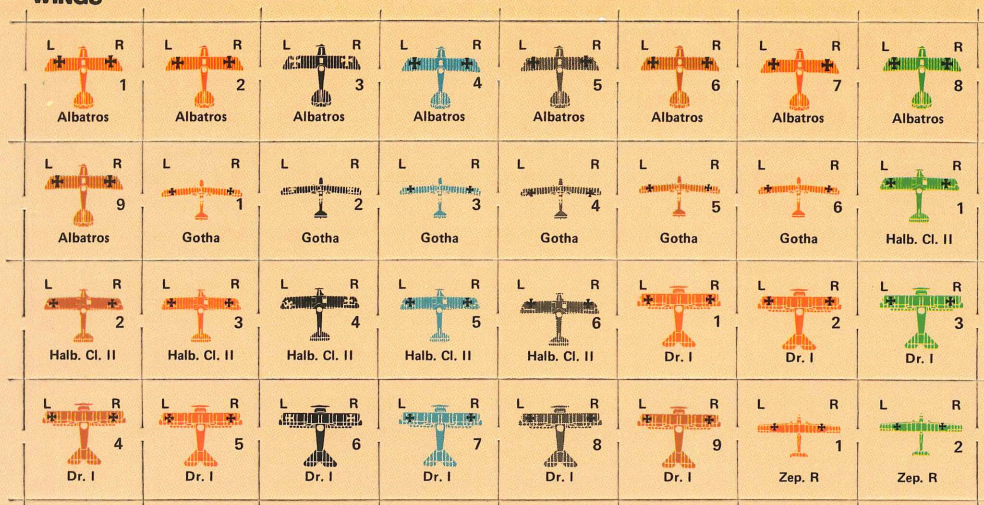 WINGS
L R L R L R L R L R L R L R L R
1 2 3 4 5 6 7 8
Albatros Albatros Albatros Albatros Albatros Albatros Albatros Albatros
L R L R L R L R L R L R L R L R
9 1 2 3 4 5 6 1
Albatros Gotha Gotha Gotha Gotha Gotha Gotha Halb. Cl. II
L R L R L R L R L R L R L R L R
2 3 4 5 6 1 2 3
Halb. Cl. II Halb. Cl. II Halb. Cl. II Halb. Cl. II Halb. Cl. II Dr. I Dr. I Dr. I
L R L R L R L R L R L R L R L R
4 5 6 7 8 9 1 2
Dr. I Dr. I Dr. I Dr. I Dr. I Dr. I Zep. R Zep. R